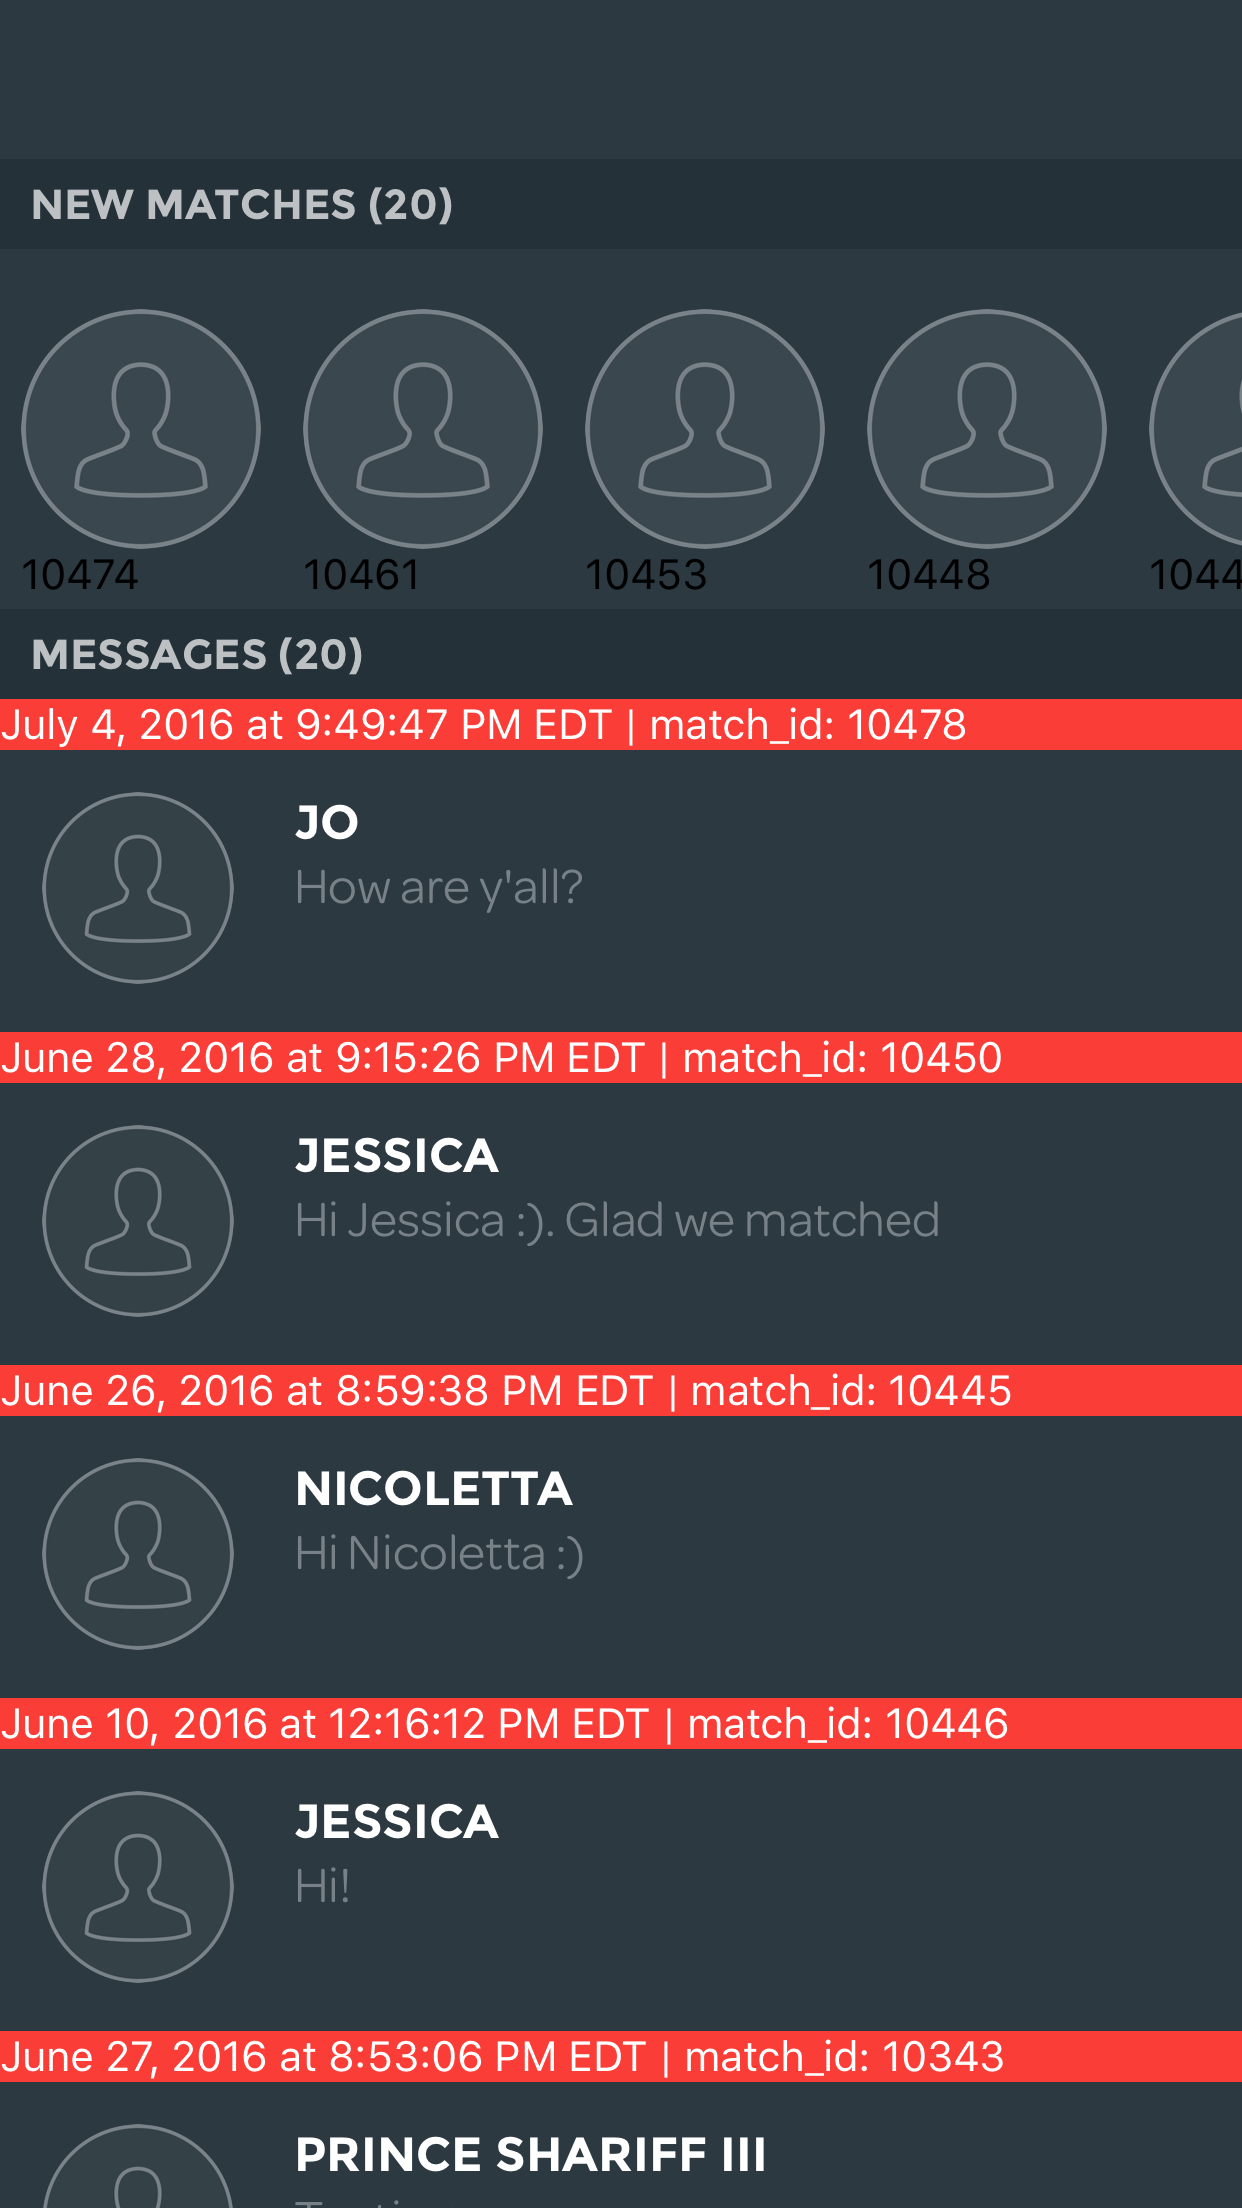 NEW MATCHES (20)
10474 10461 10453 10448 1044
MESSAGES (20)
July 4, 2016 at 9:49:47 PM EDT | match_id: 10478
JO
How are y'all?
June 28, 2016 at 9:15:26 PM EDT | match_id: 10450
JESSICA
Hi Jessica :). Glad we matched
June 26, 2016 at 8:59:38 PM EDT | match_id: 10445
NICOLETTA
Hi Nicoletta :)
June 10, 2016 at 12:16:12 PM EDT | match_id: 10446
JESSICA
Hi!
June 27, 2016 at 8:53:06 PM EDT | match_id: 10343
PRINCE SHARIFF III